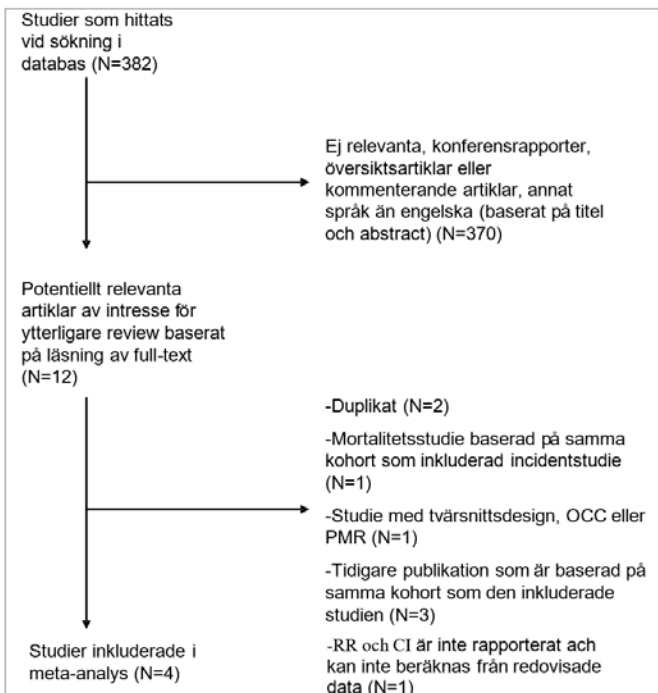 Studier som hittats
vid sökning i
databas (N=382)
Ej relevanta, konferensrapporter,
översiktsartiklar eller
kommenterande artiklar, annat
språk än engelska (baserat på titel
och abstract) (N=370)
Potentiellt relevanta
artiklar av intresse för
ytterligare review baserat
på läsning av full-text
(N=12)
-Duplikat (N=2)
-Mortalitetsstudie baserad på samma
kohort som inkluderad incidentstudie
(N=1)
-Studie med tvärsnittsdesign, OCC eller
PMR (N=1)
-Tidigare publikation som är baserad på
samma kohort som den inkluderade
studien (N=3)
-RR och CI är inte rapporterat ach
kan inte beräknas från redovisade
data (N=1)
Studier inkluderade i
meta-analys (N=4)